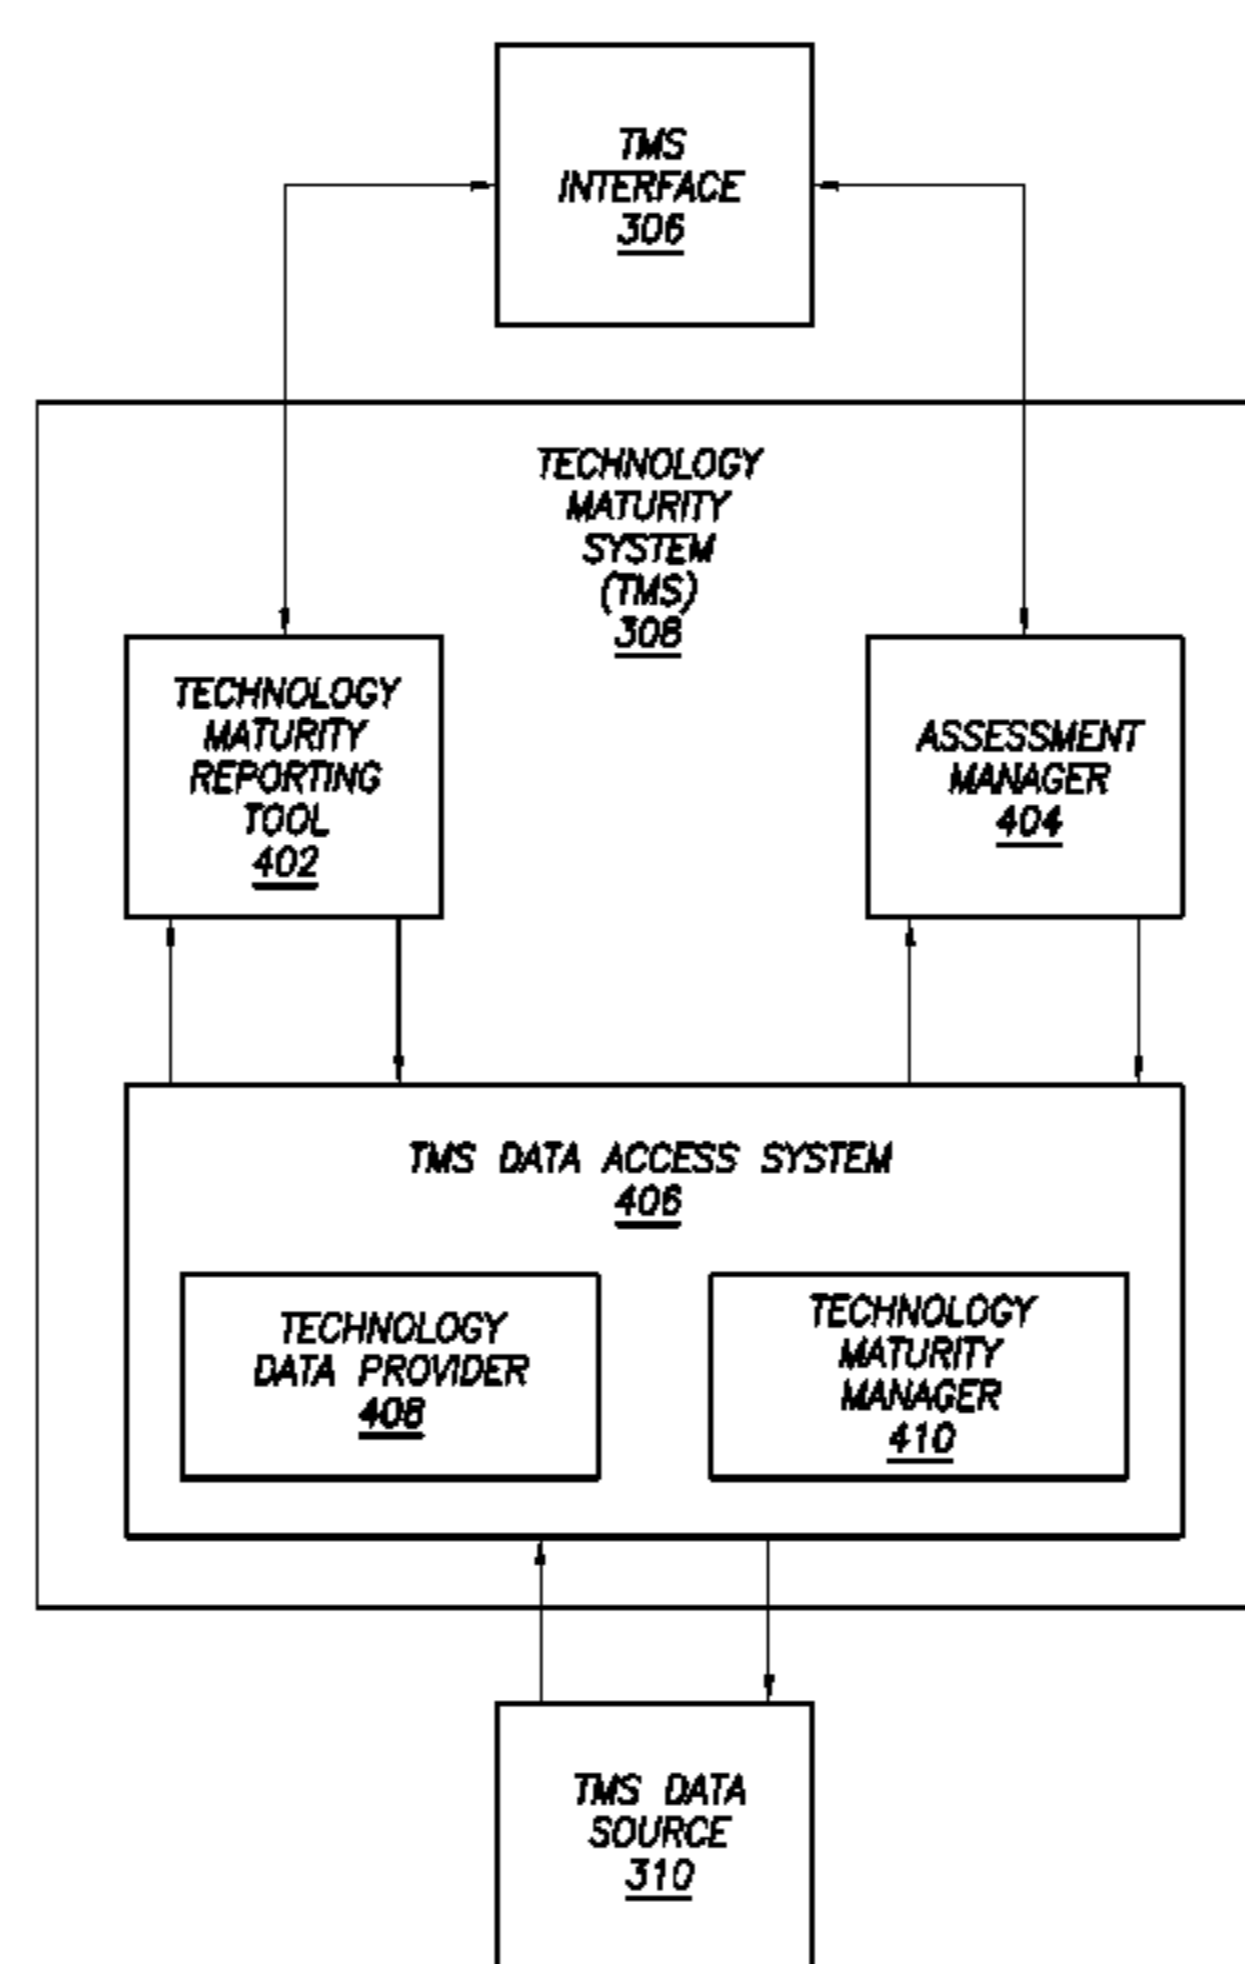 TMS
INTERFACE
306
TECHNOLOGY
MATURITY
SYSTEM
(TMS)
308
TECHNOLOGY
MATURITY
REPORTING
TOOL
402
ASSESSMENT
MANAGER
404
TMS DATA ACCESS SYSTEM
406
TECHNOLOGY
DATA PROVIDER
408
TECHNOLOGY
MATURITY
MANAGER
410
TMS DATA
SOURCE
310